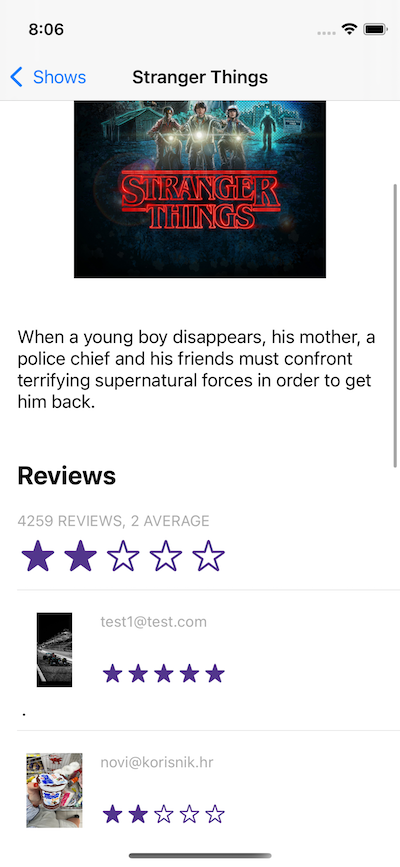 8:06
Shows
Stranger Things
STRANGER
THINGS
When a young boy disappears, his mother, a
police chief and his friends must confront
terrifying supernatural forces in order to get
him back.
Reviews
4259 REVIEWS, 2 AVERAGE
test1@test.com
.
novi@korisnik.hr